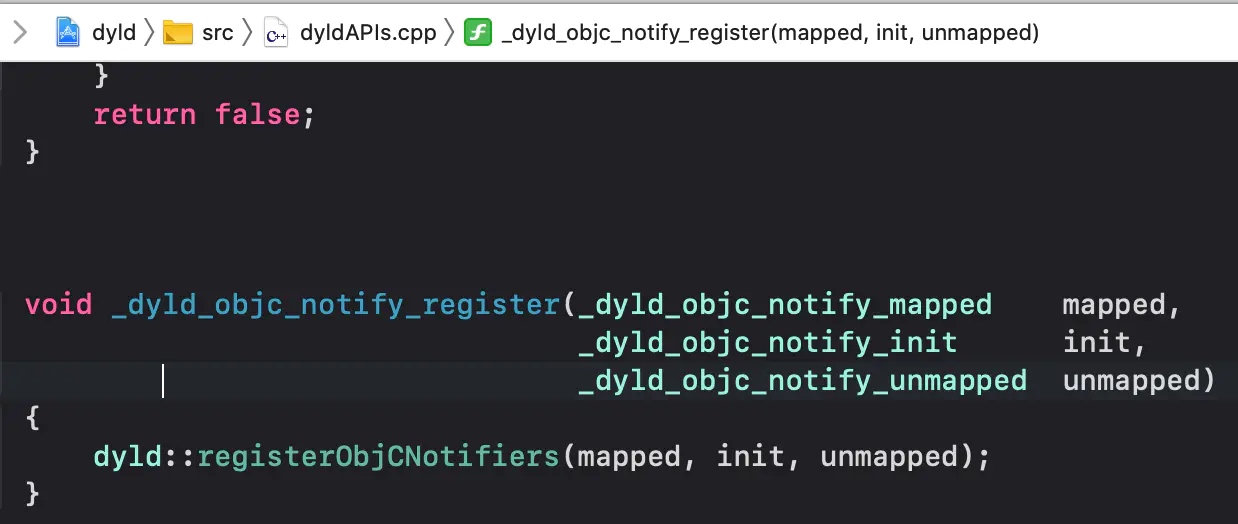 dyld src dyldAPIs.cpp _dyld_objc_notify_register(mapped, init, unmapped)
}
return false;
}
void _dyld_objc_notify_register(_dyld_objc_notify_mapped mapped,
_dyld_objc_notify_init init,
_dyld_objc_notify_unmapped unmapped)
{
dyld::registerObjCNotifiers(mapped, init, unmapped);
}